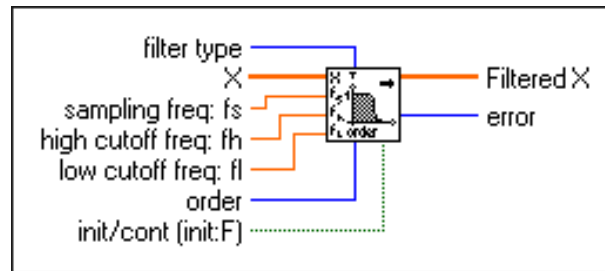 filter type
X
sampling freq: fs
high cutoff freq: fh
low cutoff freq: fl
order
init/cont (init:F)
Filtered X
error
order